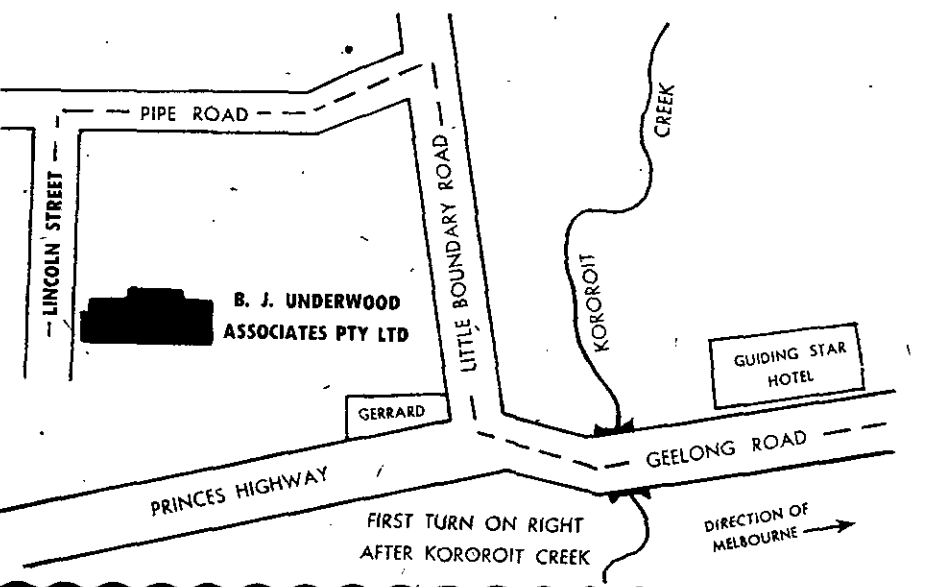 PIPE ROAD
LINCOLN STREET
B. J. UNDERWOOD
ASSOCIATES PTY LTD
LITTLE BOUNDARY ROAD
CREEK
KOROROIT
GUIDING STAR
HOTEL
GERRARD
GEELONG ROAD
PRINCES HIGHWAY
FIRST TURN ON RIGHT
AFTER KOROROIT CREEK
DIRECTION OF
MELBOURNE